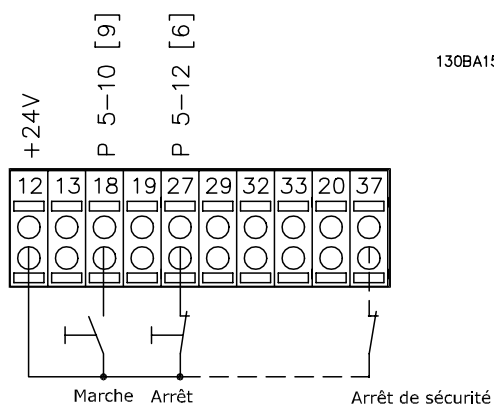 +24V
P 5-10 [9]
P 5-12 [6]
130BA15
12 13 18 19 27 29 32 33 20 37
Marche Arrêt Arrêt de sécurité